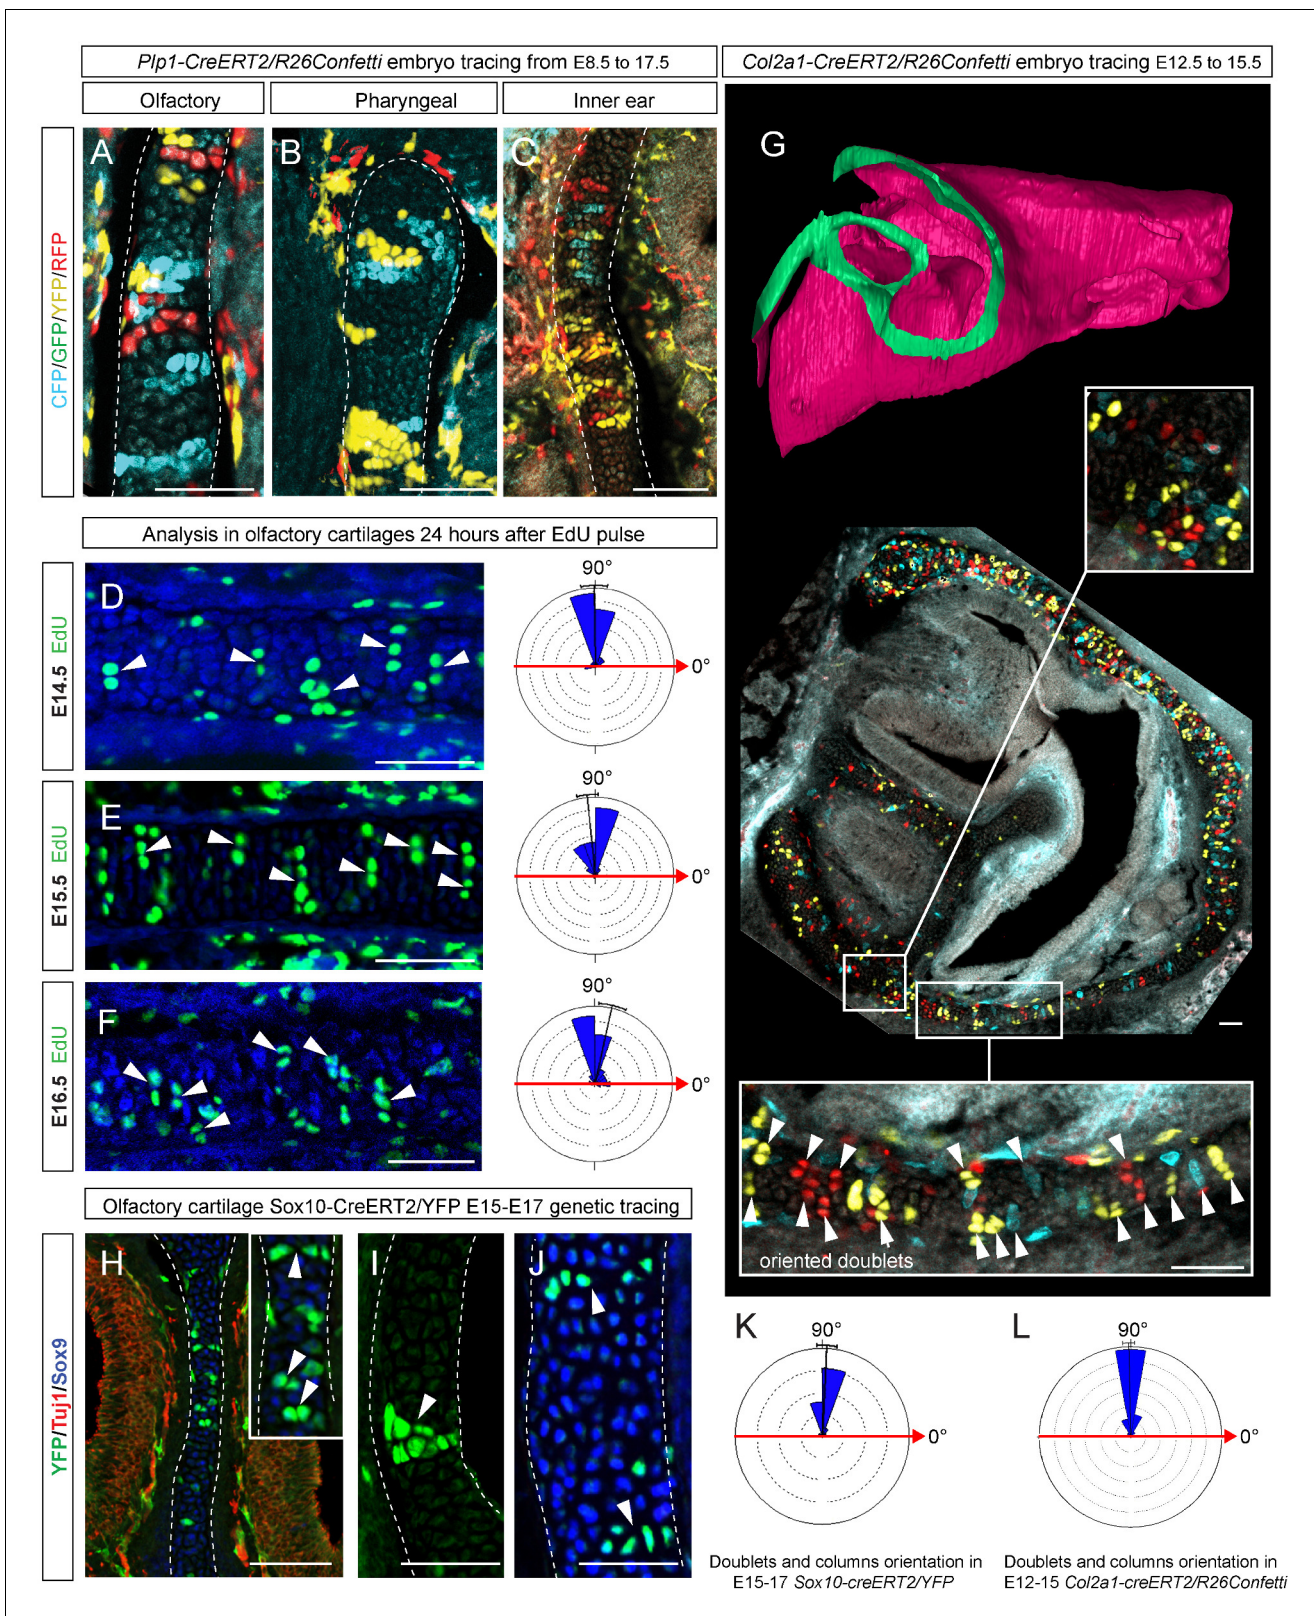 Plp1-CreERT2/R26Confetti embryo tracing from E8.5 to 17.5
Col2a1-CreERT2/R26Confetti embryo tracing E12.5 to 15.5
Olfactory
Pharyngeal
Inner ear
CFP/GFP/YFP/RFP
A
B
C
G
Analysis in olfactory cartilages 24 hours after EdU pulse
E14.5 EdU
D
90°
0°
E15.5 EdU
E
90°
0°
E16.5 EdU
F
90°
0°
oriented doublets
Olfactory cartilage Sox10-CreERT2/YFP E15-E17 genetic tracing
YFP/Tuj1/Sox9
H
I
J
K
90°
0°
L
90°
0°
Doublets and columns orientation in
E15-17 Sox10-creERT2/YFP
Doublets and columns orientation in
E12-15 Col2a1-creERT2/R26Confetti